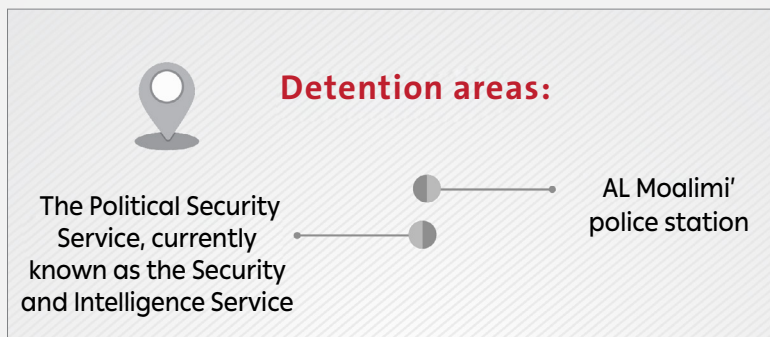 Detention areas:
AL Moalimi’
police station
The Political Security
Service, currently
known as the Security
and Intelligence Service